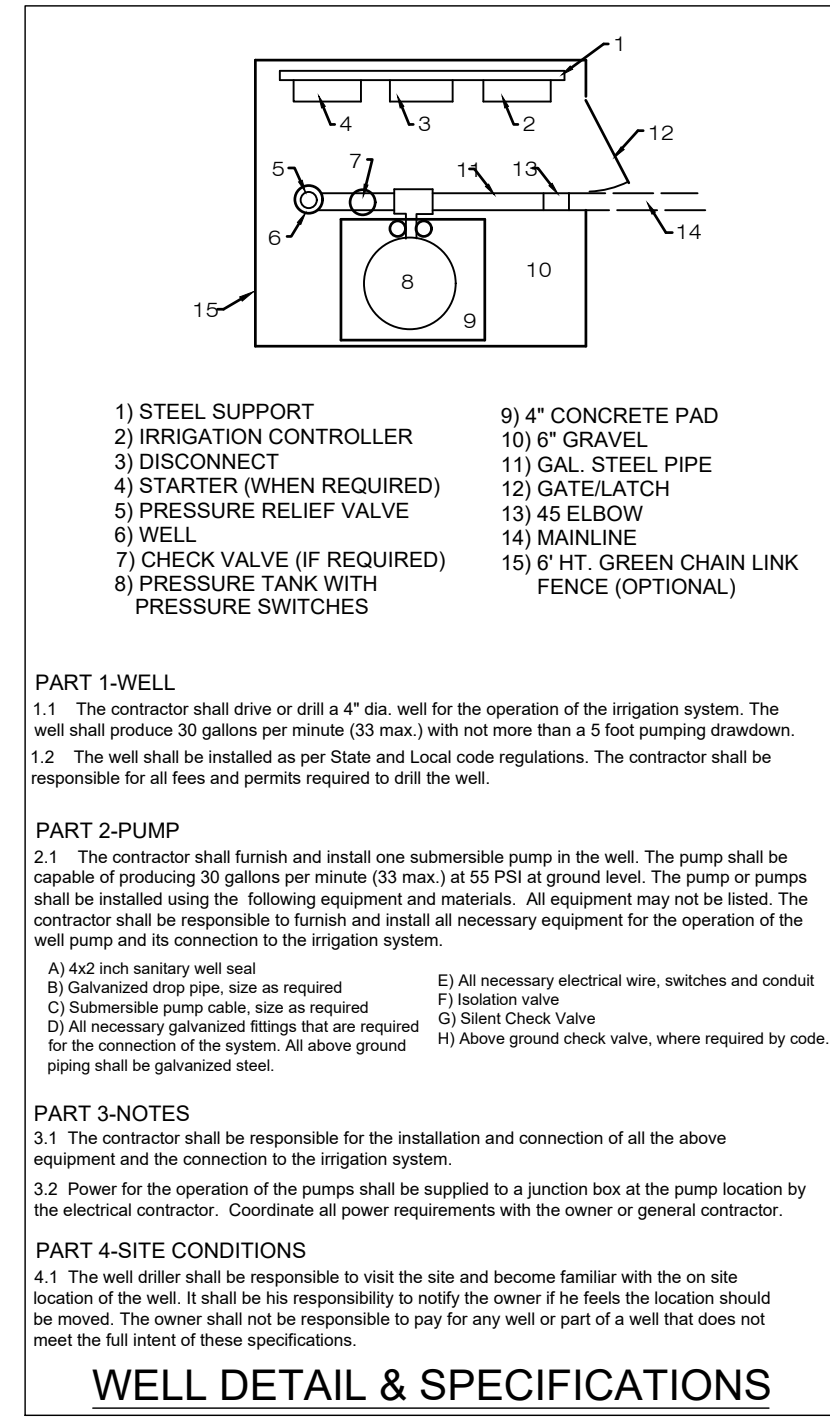 1
4
3
2
12
5
7
11
13
6
14
8
10
15
9
1) STEEL SUPPORT
2) IRRIGATION CONTROLLER
3) DISCONNECT
4) STARTER (WHEN REQUIRED)
5) PRESSURE RELIEF VALVE
6) WELL
7) CHECK VALVE (IF REQUIRED)
8) PRESSURE TANK WITH
PRESSURE SWITCHES
9) 4" CONCRETE PAD
10) 6" GRAVEL
11) GAL. STEEL PIPE
12) GATE/LATCH
13) 45 ELBOW
14) MAINLINE
15) 6' HT. GREEN CHAIN LINK
FENCE (OPTIONAL)
PART 1-WELL
1.1 The contractor shall drive or drill a 4" dia. well for the operation of the irrigation system. The
well shall produce 30 gallons per minute (33 max.) with not more than a 5 foot pumping drawdown.
1.2 The well shall be installed as per State and Local code regulations. The contractor shall be
responsible for all fees and permits required to drill the well.
PART 2-PUMP
2.1 The contractor shall furnish and install one submersible pump in the well. The pump shall be
capable of producing 30 gallons per minute (33 max.) at 55 PSI at ground level. The pump or pumps
shall be installed using the following equipment and materials. All equipment may not be listed. The
contractor shall be responsible to furnish and install all necessary equipment for the operation of the
well pump and its connection to the irrigation system.
A) 4x2 inch sanitary well seal
B) Galvanized drop pipe, size as required
C) Submersible pump cable, size as required
D) All necessary galvanized fittings that are required
for the connection of the system. All above ground
piping shall be galvanized steel.
E) All necessary electrical wire, switches and conduit
F) Isolation valve
G) Silent Check Valve
H) Above ground check valve, where required by code.
PART 3-NOTES
3.1 The contractor shall be responsible for the installation and connection of all the above
equipment and the connection to the irrigation system.
3.2 Power for the operation of the pumps shall be supplied to a junction box at the pump location by
the electrical contractor. Coordinate all power requirements with the owner or general contractor.
PART 4-SITE CONDITIONS
4.1 The well driller shall be responsible to visit the site and become familiar with the on site
location of the well. It shall be his responsibility to notify the owner if he feels the location should
be moved. The owner shall not be responsible to pay for any well or part of a well that does not
meet the full intent of these specifications.
WELL DETAIL & SPECIFICATIONS